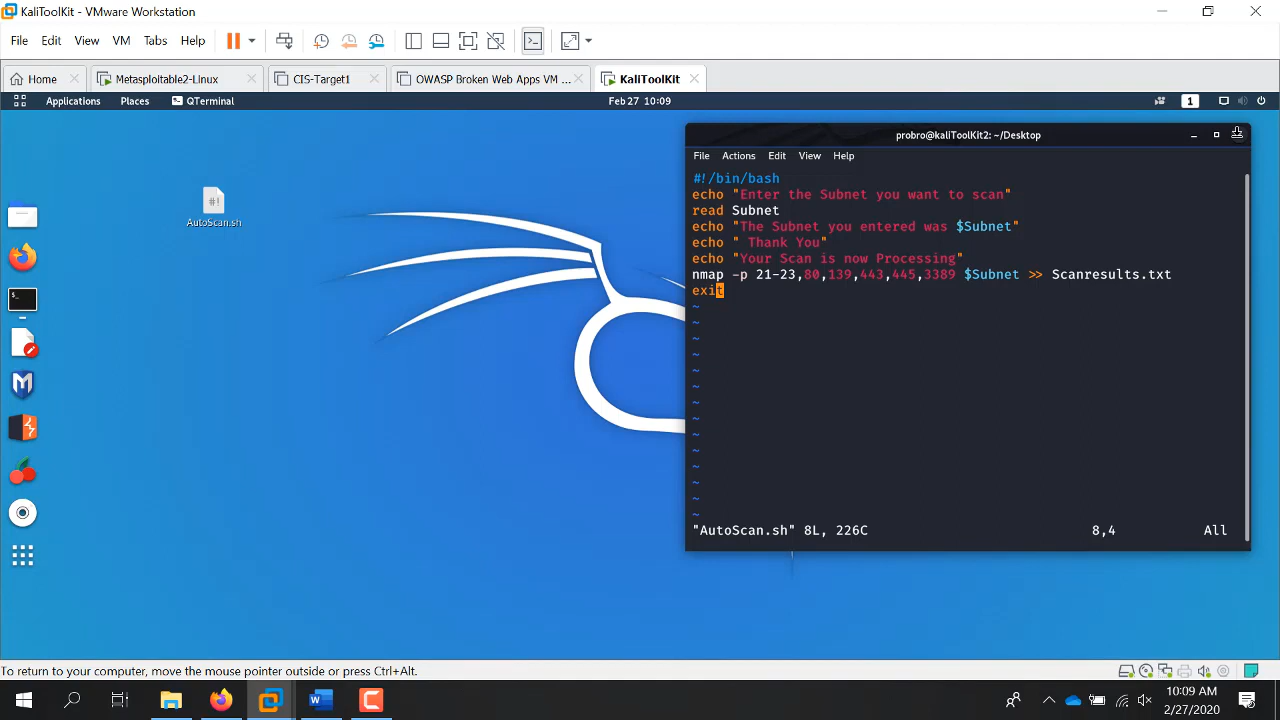 KaliToolKit - VMware Workstation
File Edit View VM Tabs Help
Home Metasploitable2-Linux CIS-Target1 OWASP Broken Web Apps VM ... KaliToolKit
Applications Places QTerminal Feb 27 10:09 1
AutoScan.sh
probro@kaliToolKit2: ~/Desktop
File Actions Edit View Help
#!/bin/bash
echo "Enter the Subnet you want to scan"
read Subnet
echo "The Subnet you entered was $Subnet"
echo " Thank You"
echo "Your Scan is now Processing"
nmap -p 21-23,80,139,443,445,3389 $Subnet >> Scanresults.txt
exit
~
~
~
~
~
~
~
~
~
~
~
~
~
~
"AutoScan.sh" 8L, 226C 8,4 All
To return to your computer, move the mouse pointer outside or press Ctrl+Alt.
10:09 AM
2/27/2020